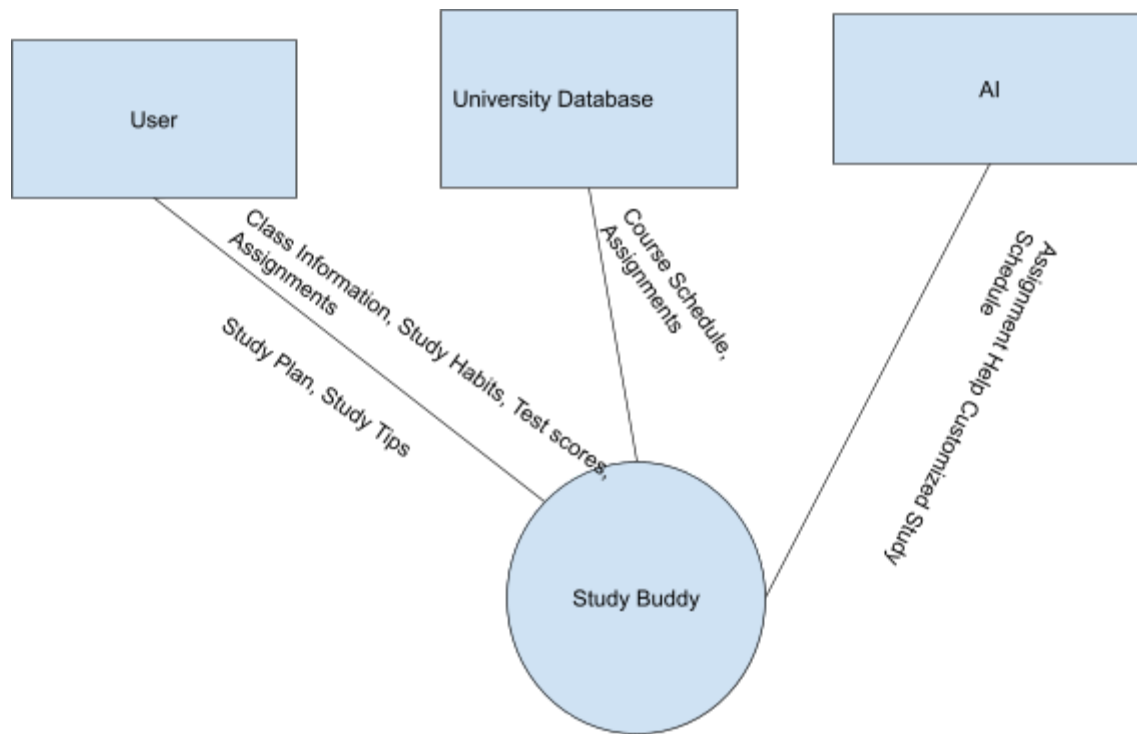 User
University Database
AI
Class Information, Study Habits, Test scores,
Assignments
Study Plan, Study Tips
Course Schedule,
Assignments
Assignment Help Customized Study
Schedule
Study Buddy